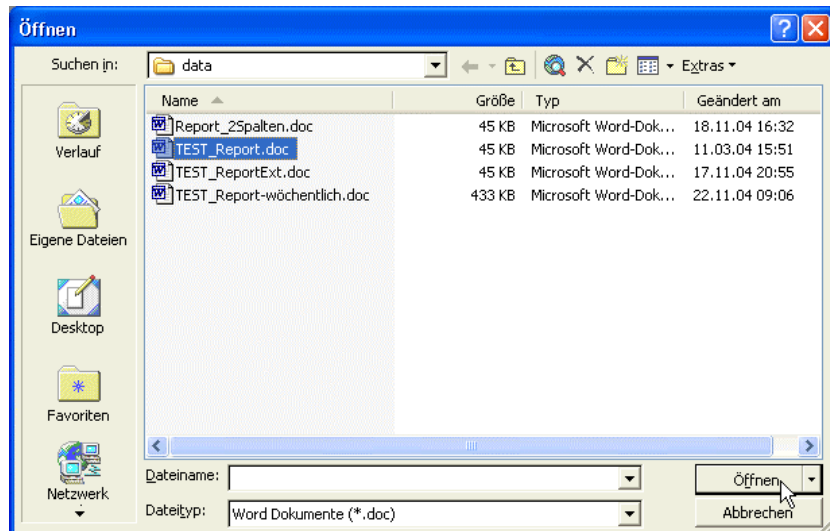 Öffnen
Suchen in: data Extras
Name Größe Typ Geändert am
Report_2Spalten.doc 45 KB Microsoft Word-Dok... 18.11.04 16:32
TEST_Report.doc 45 KB Microsoft Word-Dok... 11.03.04 15:51
TEST_ReportExt.doc 45 KB Microsoft Word-Dok... 17.11.04 20:55
TEST_Report-wöchentlich.doc 433 KB Microsoft Word-Dok... 22.11.04 09:06
Verlauf
Eigene Dateien
Desktop
Favoriten
Netzwerk
Dateiname: Öffnen
Dateityp: Word Dokumente (*.doc) Abbrechen